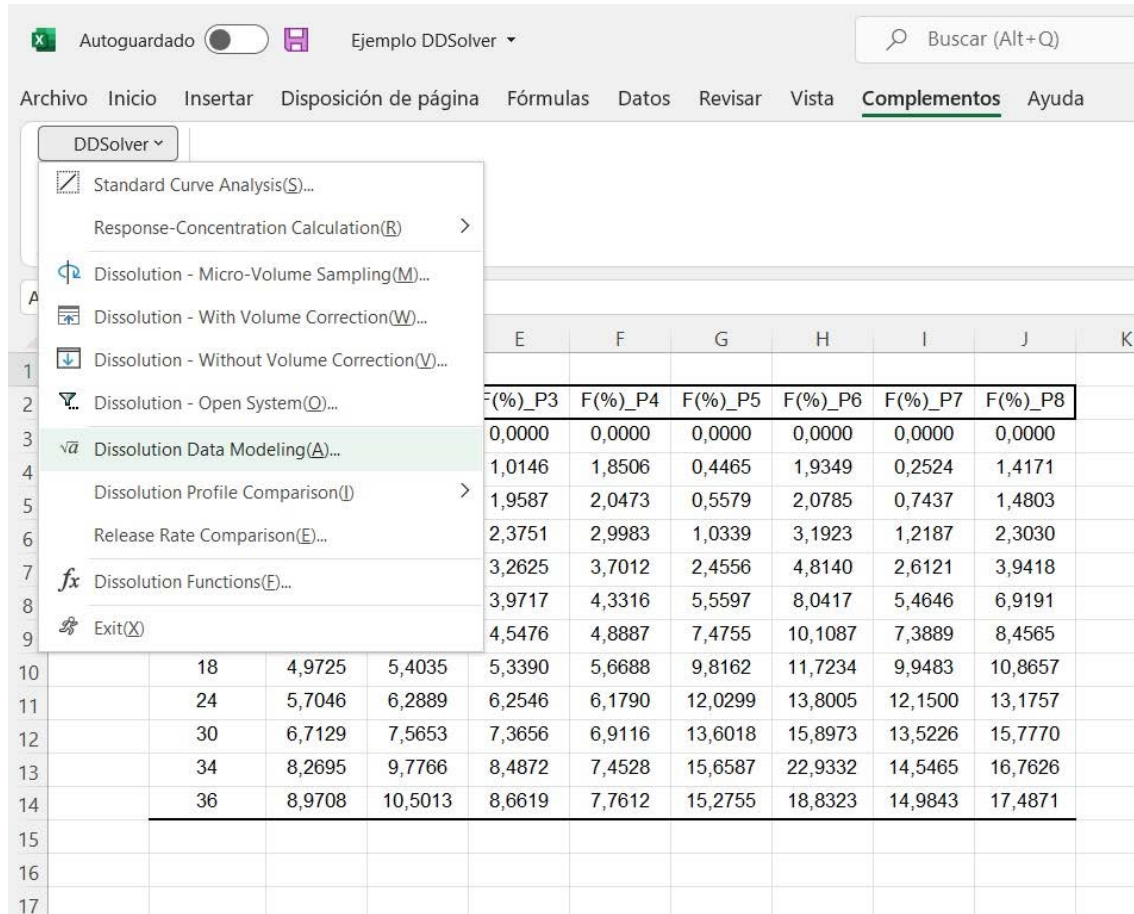 Autoguardado Ejemplo DDSolver Buscar (Alt+Q)
Archivo Inicio Insertar Disposición de página Fórmulas Datos Revisar Vista Complementos Ayuda
DDSolver
Standard Curve Analysis(S)...
Response-Concentration Calculation(R)
Dissolution - Micro-Volume Sampling(M)...
Dissolution - With Volume Correction(W)...
Dissolution - Without Volume Correction(V)...
Dissolution - Open System(O)...
√a Dissolution Data Modeling(A)...
Dissolution Profile Comparison(I)
Release Rate Comparison(E)...
fx Dissolution Functions(F)...
Exit(X)
A
E F G H I J K
1
2 F(%)_P3 F(%)_P4 F(%)_P5 F(%)_P6 F(%)_P7 F(%)_P8
3 0,0000 0,0000 0,0000 0,0000 0,0000 0,0000
4 1,0146 1,8506 0,4465 1,9349 0,2524 1,4171
5 1,9587 2,0473 0,5579 2,0785 0,7437 1,4803
6 2,3751 2,9983 1,0339 3,1923 1,2187 2,3030
7 3,2625 3,7012 2,4556 4,8140 2,6121 3,9418
8 3,9717 4,3316 5,5597 8,0417 5,4646 6,9191
9 4,5476 4,8887 7,4755 10,1087 7,3889 8,4565
10 18 4,9725 5,4035 5,3390 5,6688 9,8162 11,7234 9,9483 10,8657
11 24 5,7046 6,2889 6,2546 6,1790 12,0299 13,8005 12,1500 13,1757
12 30 6,7129 7,5653 7,3656 6,9116 13,6018 15,8973 13,5226 15,7770
13 34 8,2695 9,7766 8,4872 7,4528 15,6587 22,9332 14,5465 16,7626
14 36 8,9708 10,5013 8,6619 7,7612 15,2755 18,8323 14,9843 17,4871
15
16
17